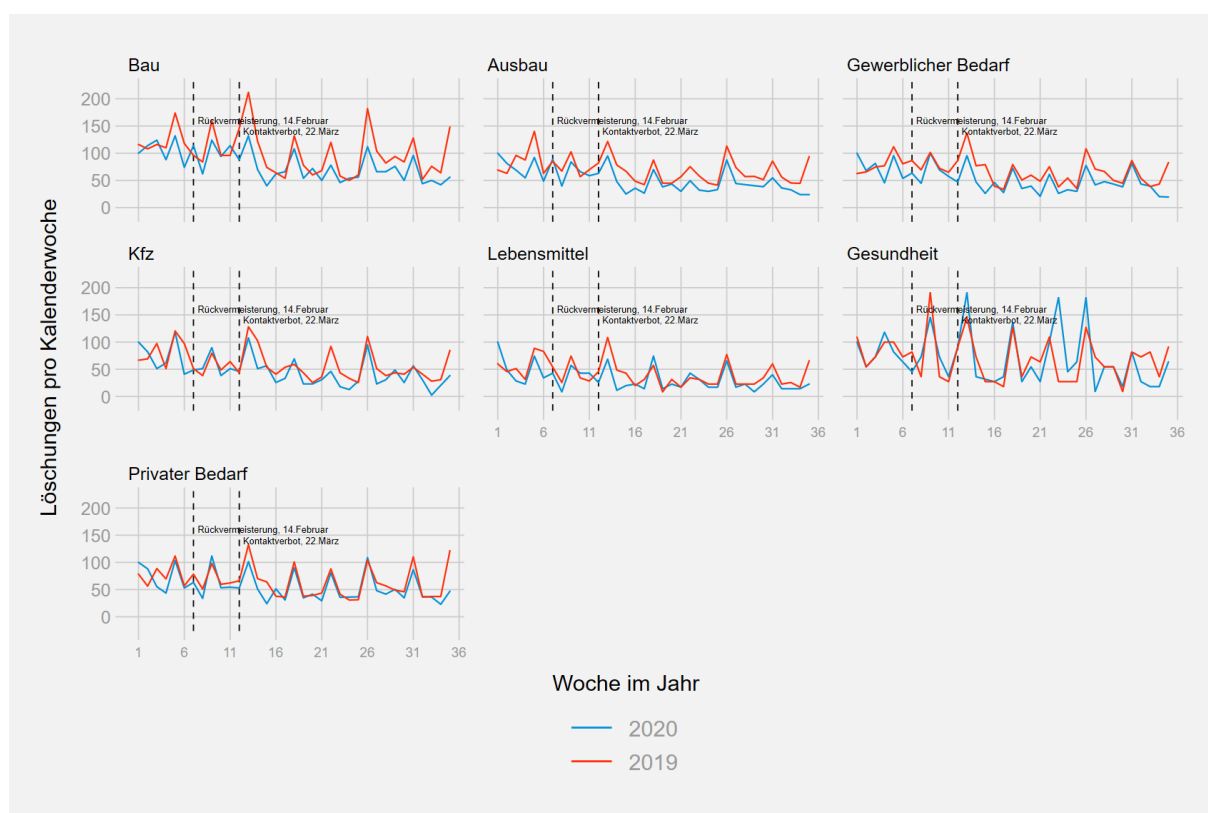 Löschungen pro Kalenderwoche
Bau
200
150
100
50
0
Rückvermeisterung, 14.Februar
Kontaktverbot, 22.März
Ausbau
Rückvermeisterung, 14.Februar
Kontaktverbot, 22.März
Gewerblicher Bedarf
Rückvermeisterung, 14.Februar
Kontaktverbot, 22.März
Kfz
200
150
100
50
0
Rückvermeisterung, 14.Februar
Kontaktverbot, 22.März
Lebensmittel
Rückvermeisterung, 14.Februar
Kontaktverbot, 22.März
1 6 11 16 21 26 31 36
Gesundheit
Rückvermeisterung, 14.Februar
Kontaktverbot, 22.März
1 6 11 16 21 26 31 36
Privater Bedarf
200
150
100
50
0
Rückvermeisterung, 14.Februar
Kontaktverbot, 22.März
1 6 11 16 21 26 31 36
Woche im Jahr
2020
2019